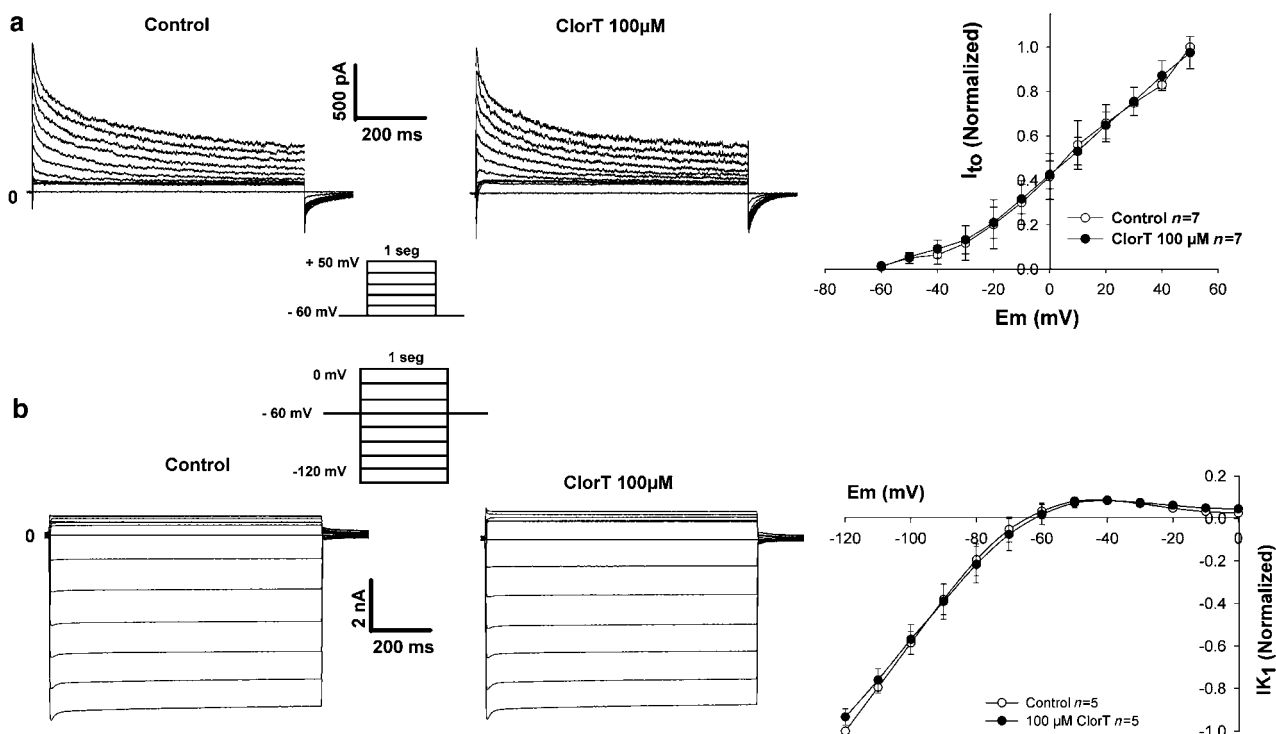 a
Control
ClorT 100µM
500 pA
200 ms
0
1 seg
+ 50 mV
- 60 mV
Ito (Normalized)
1.0
0.8
0.6
0.4
0.2
0.0
Control n=7
ClorT 100 µM n=7
-80 -60 -40 -20 0 20 40 60
Em (mV)
b
1 seg
0 mV
- 60 mV
-120 mV
Control
ClorT 100µM
0
2 nA
200 ms
Em (mV)
0.2
0.0
-120 -100 -80 -60 -40 -20 0
-0.2
-0.4
-0.6
-0.8
-1.0
IK1 (Normalized)
Control n=5
100 µM ClorT n=5